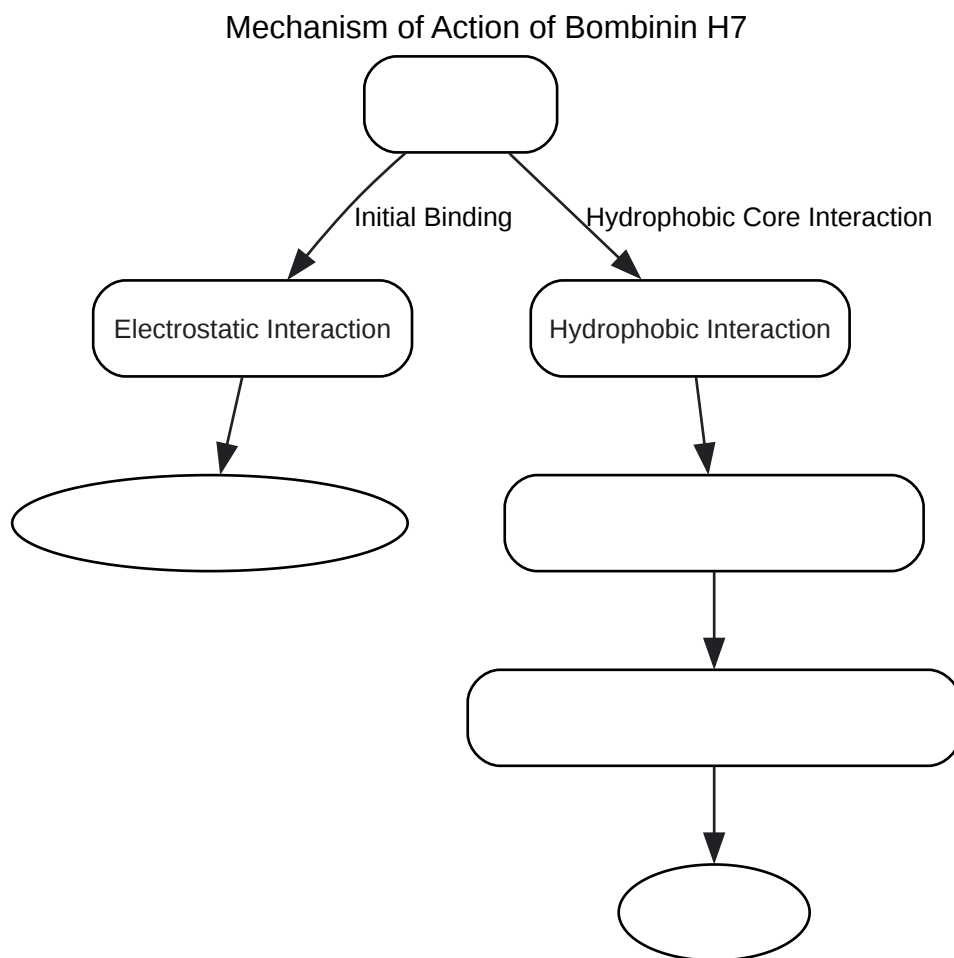 Mechanism of Action of Bombinin H7
Initial Binding
Hydrophobic Core Interaction
Electrostatic Interaction
Hydrophobic Interaction